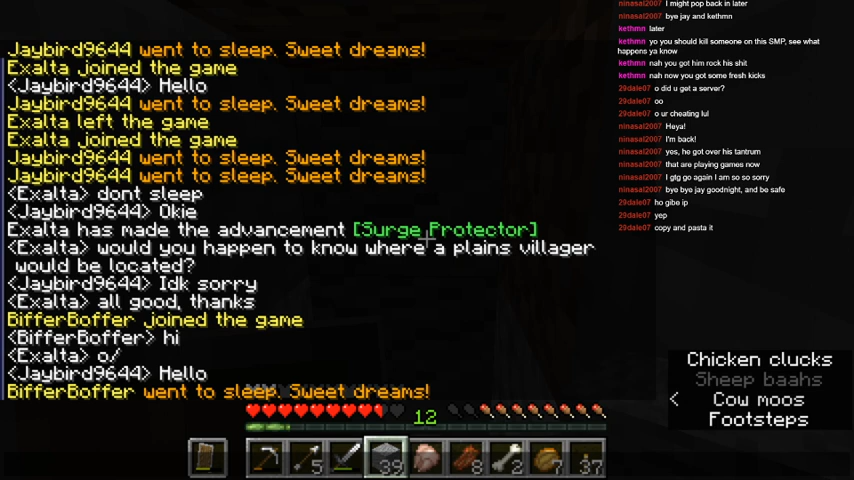 Jaybird9644 went to sleep. Sweet dreams!
Exalta joined the game
<Jaybird9644> Hello
Jaybird9644 went to sleep. Sweet dreams!
Exalta left the game
Exalta joined the game
Jaybird9644 went to sleep. Sweet dreams!
Jaybird9644 went to sleep. Sweet dreams!
<Exalta> dont sleep
<Jaybird9644> Okie
Exalta has made the advancement [Surge Protector]
<Exalta> would you happen to know where a plains villager
would be located?
<Jaybird9644> Idk sorry
<Exalta> all good, thanks
BifferBoffer joined the game
<BifferBoffer> hi
<Exalta> o/
<Jaybird9644> Hello
BifferBoffer went to sleep. Sweet dreams!
ninasal2007 I might pop back in later
ninasal2007 bye jay and kethmn
kethmn later
kethmn yo you should kill someone on this SMP, see what
happens ya know
kethmn nah you got him rock his shit
kethmn nah now you got some fresh kicks
29dale07 o did u get a server?
29dale07 oo
29dale07 o ur cheating lul
ninasal2007 Heya!
ninasal2007 I'm back!
ninasal2007 yes, he got over his tantrum
ninasal2007 that are playing games now
ninasal2007 I gtg go again I am so so sorry
ninasal2007 bye bye jay goodnight, and be safe
29dale07 ho gibe ip
29dale07 yep
29dale07 copy and pasta it
Chicken clucks
Sheep baahs
< Cow moos
Footsteps
12
5 39 8 2 7 37